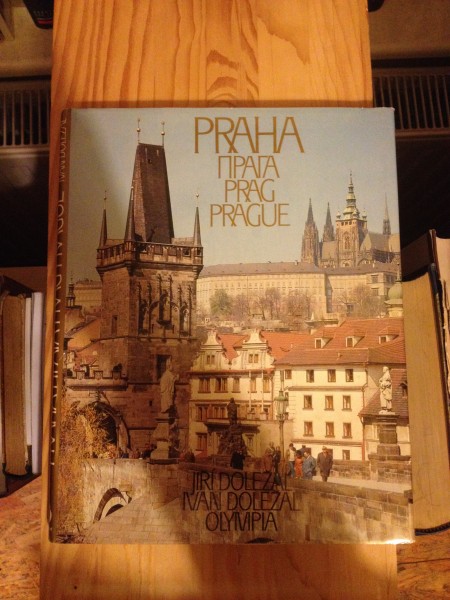 PRAHA
ПРАГА
PRAG
PRAGUE
JIŘÍ DOLEŽAL
IVAN DOLEŽAL
OLYMPIA